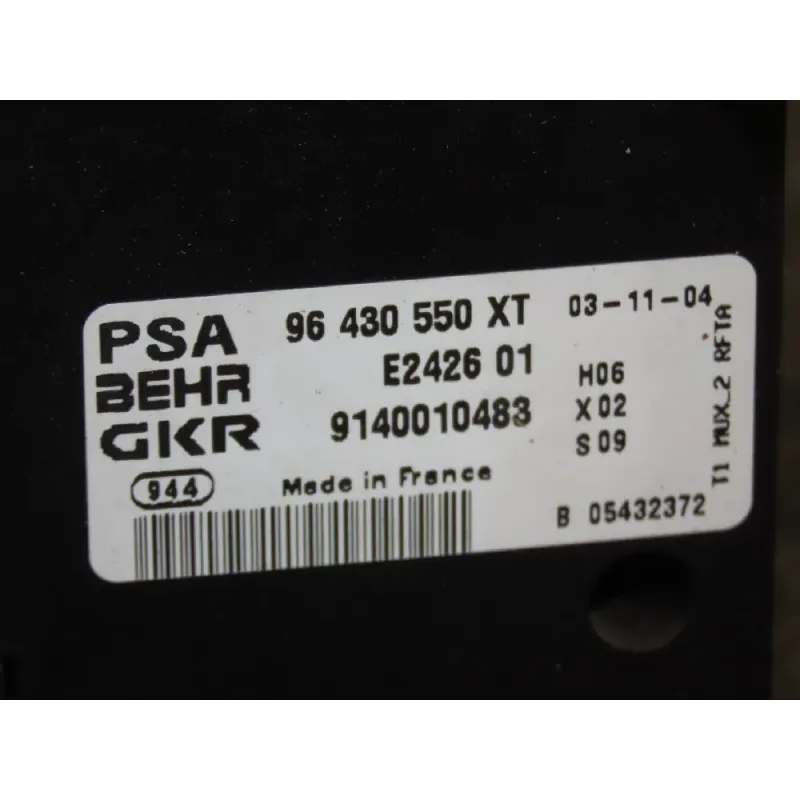 PSA
BEHR
GKR
944
96 430 550 XT
E2426 01
9140010483
Made in France
03-11-04
H06
X02
S09
B 05432372
T1 MUX_2 RFTA